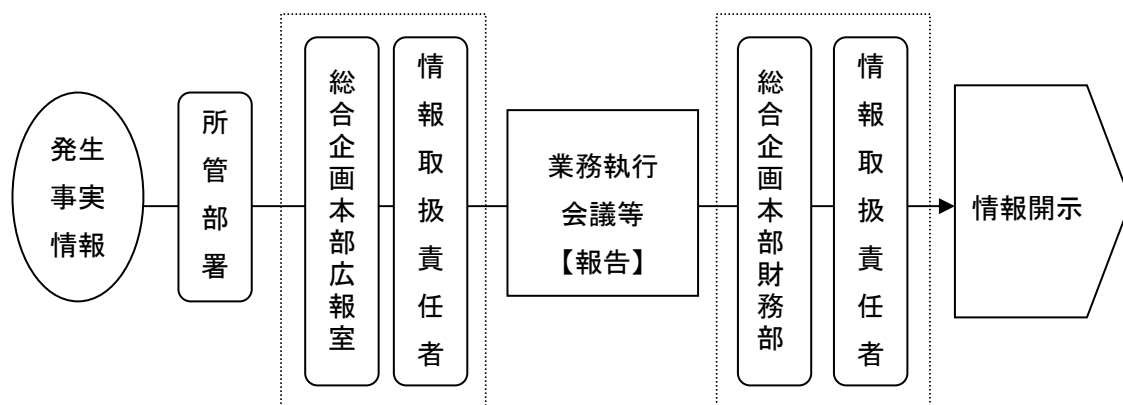 発生
事実
情報
所管部署
総合企画本部広報室
情報取扱責任者
業務執行
会議等
【報告】
総合企画本部財務部
情報取扱責任者
情報開示